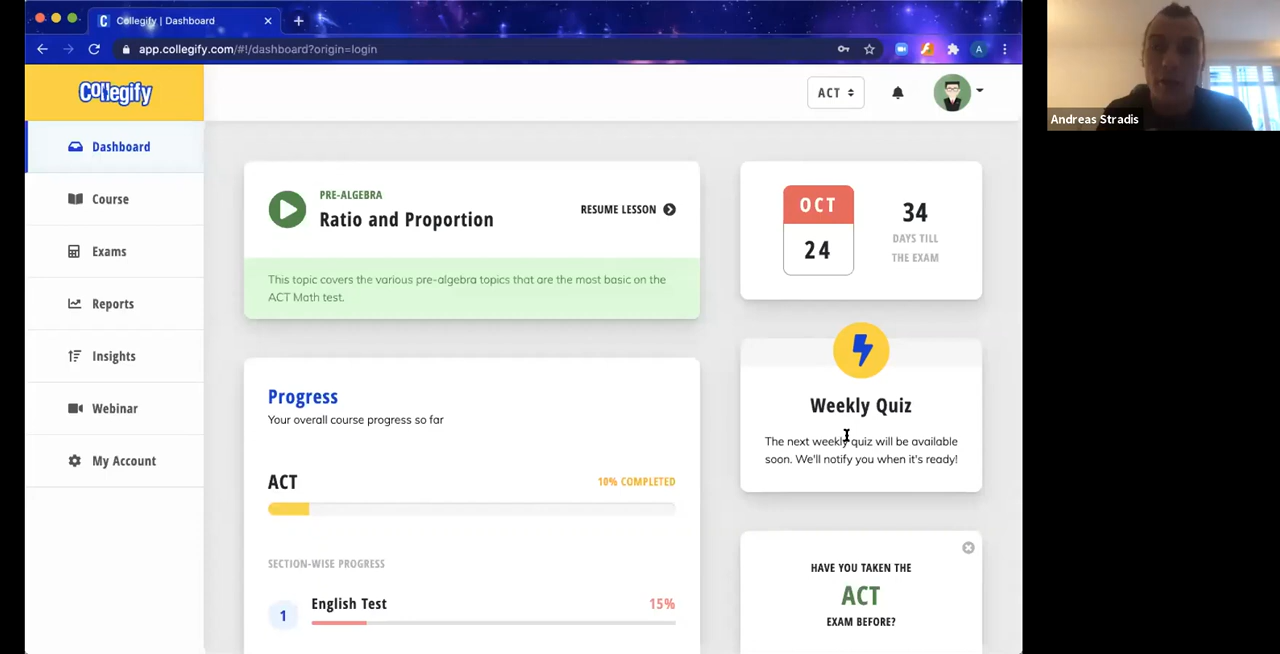 Collegify | Dashboard
app.collegify.com/#!/dashboard?origin=login
A
Collegify
ACT
Dashboard
Course
Exams
Reports
Insights
Webinar
My Account
PRE-ALGEBRA
Ratio and Proportion
RESUME LESSON
This topic covers the various pre-algebra topics that are the most basic on the
ACT Math test.
Progress
Your overall course progress so far
ACT
10% COMPLETED
SECTION-WISE PROGRESS
1
English Test
15%
OCT
24
34
DAYS TILL
THE EXAM
Weekly Quiz
The next weekly quiz will be available
soon. We'll notify you when it's ready!
HAVE YOU TAKEN THE
ACT
EXAM BEFORE?
Andreas Stradis